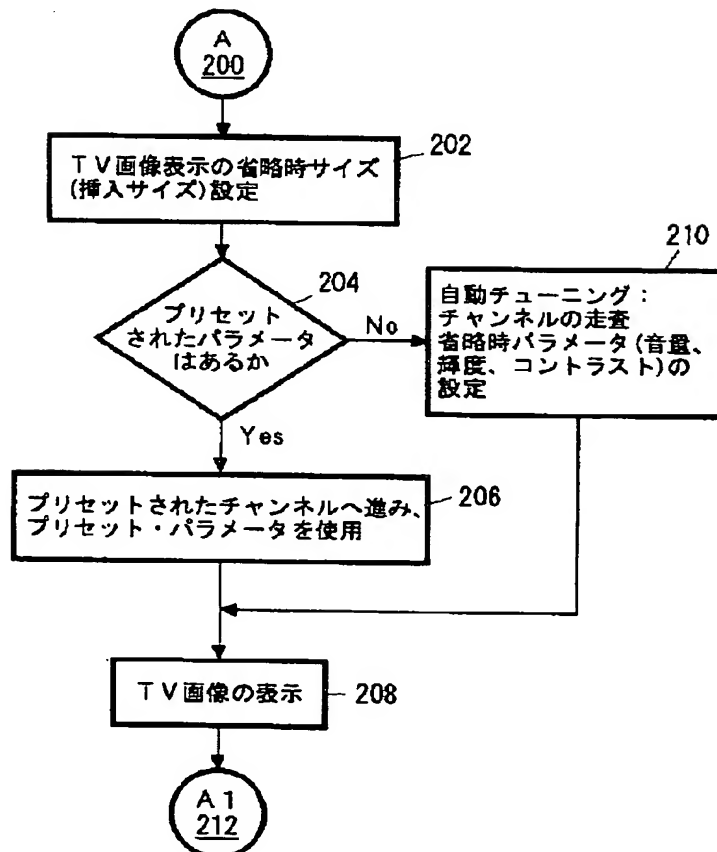 A
200
TV画像表示の省略時サイズ
(挿入サイズ)設定
202
プリセット
されたパラメータ
はあるか
204
No
Yes
210
自動チューニング:
チャンネルの走査
省略時パラメータ(音量、
輝度、コントラスト)の
設定
プリセットされたチャンネルへ進み、
プリセット・パラメータを使用
206
TV画像の表示
208
A1
212